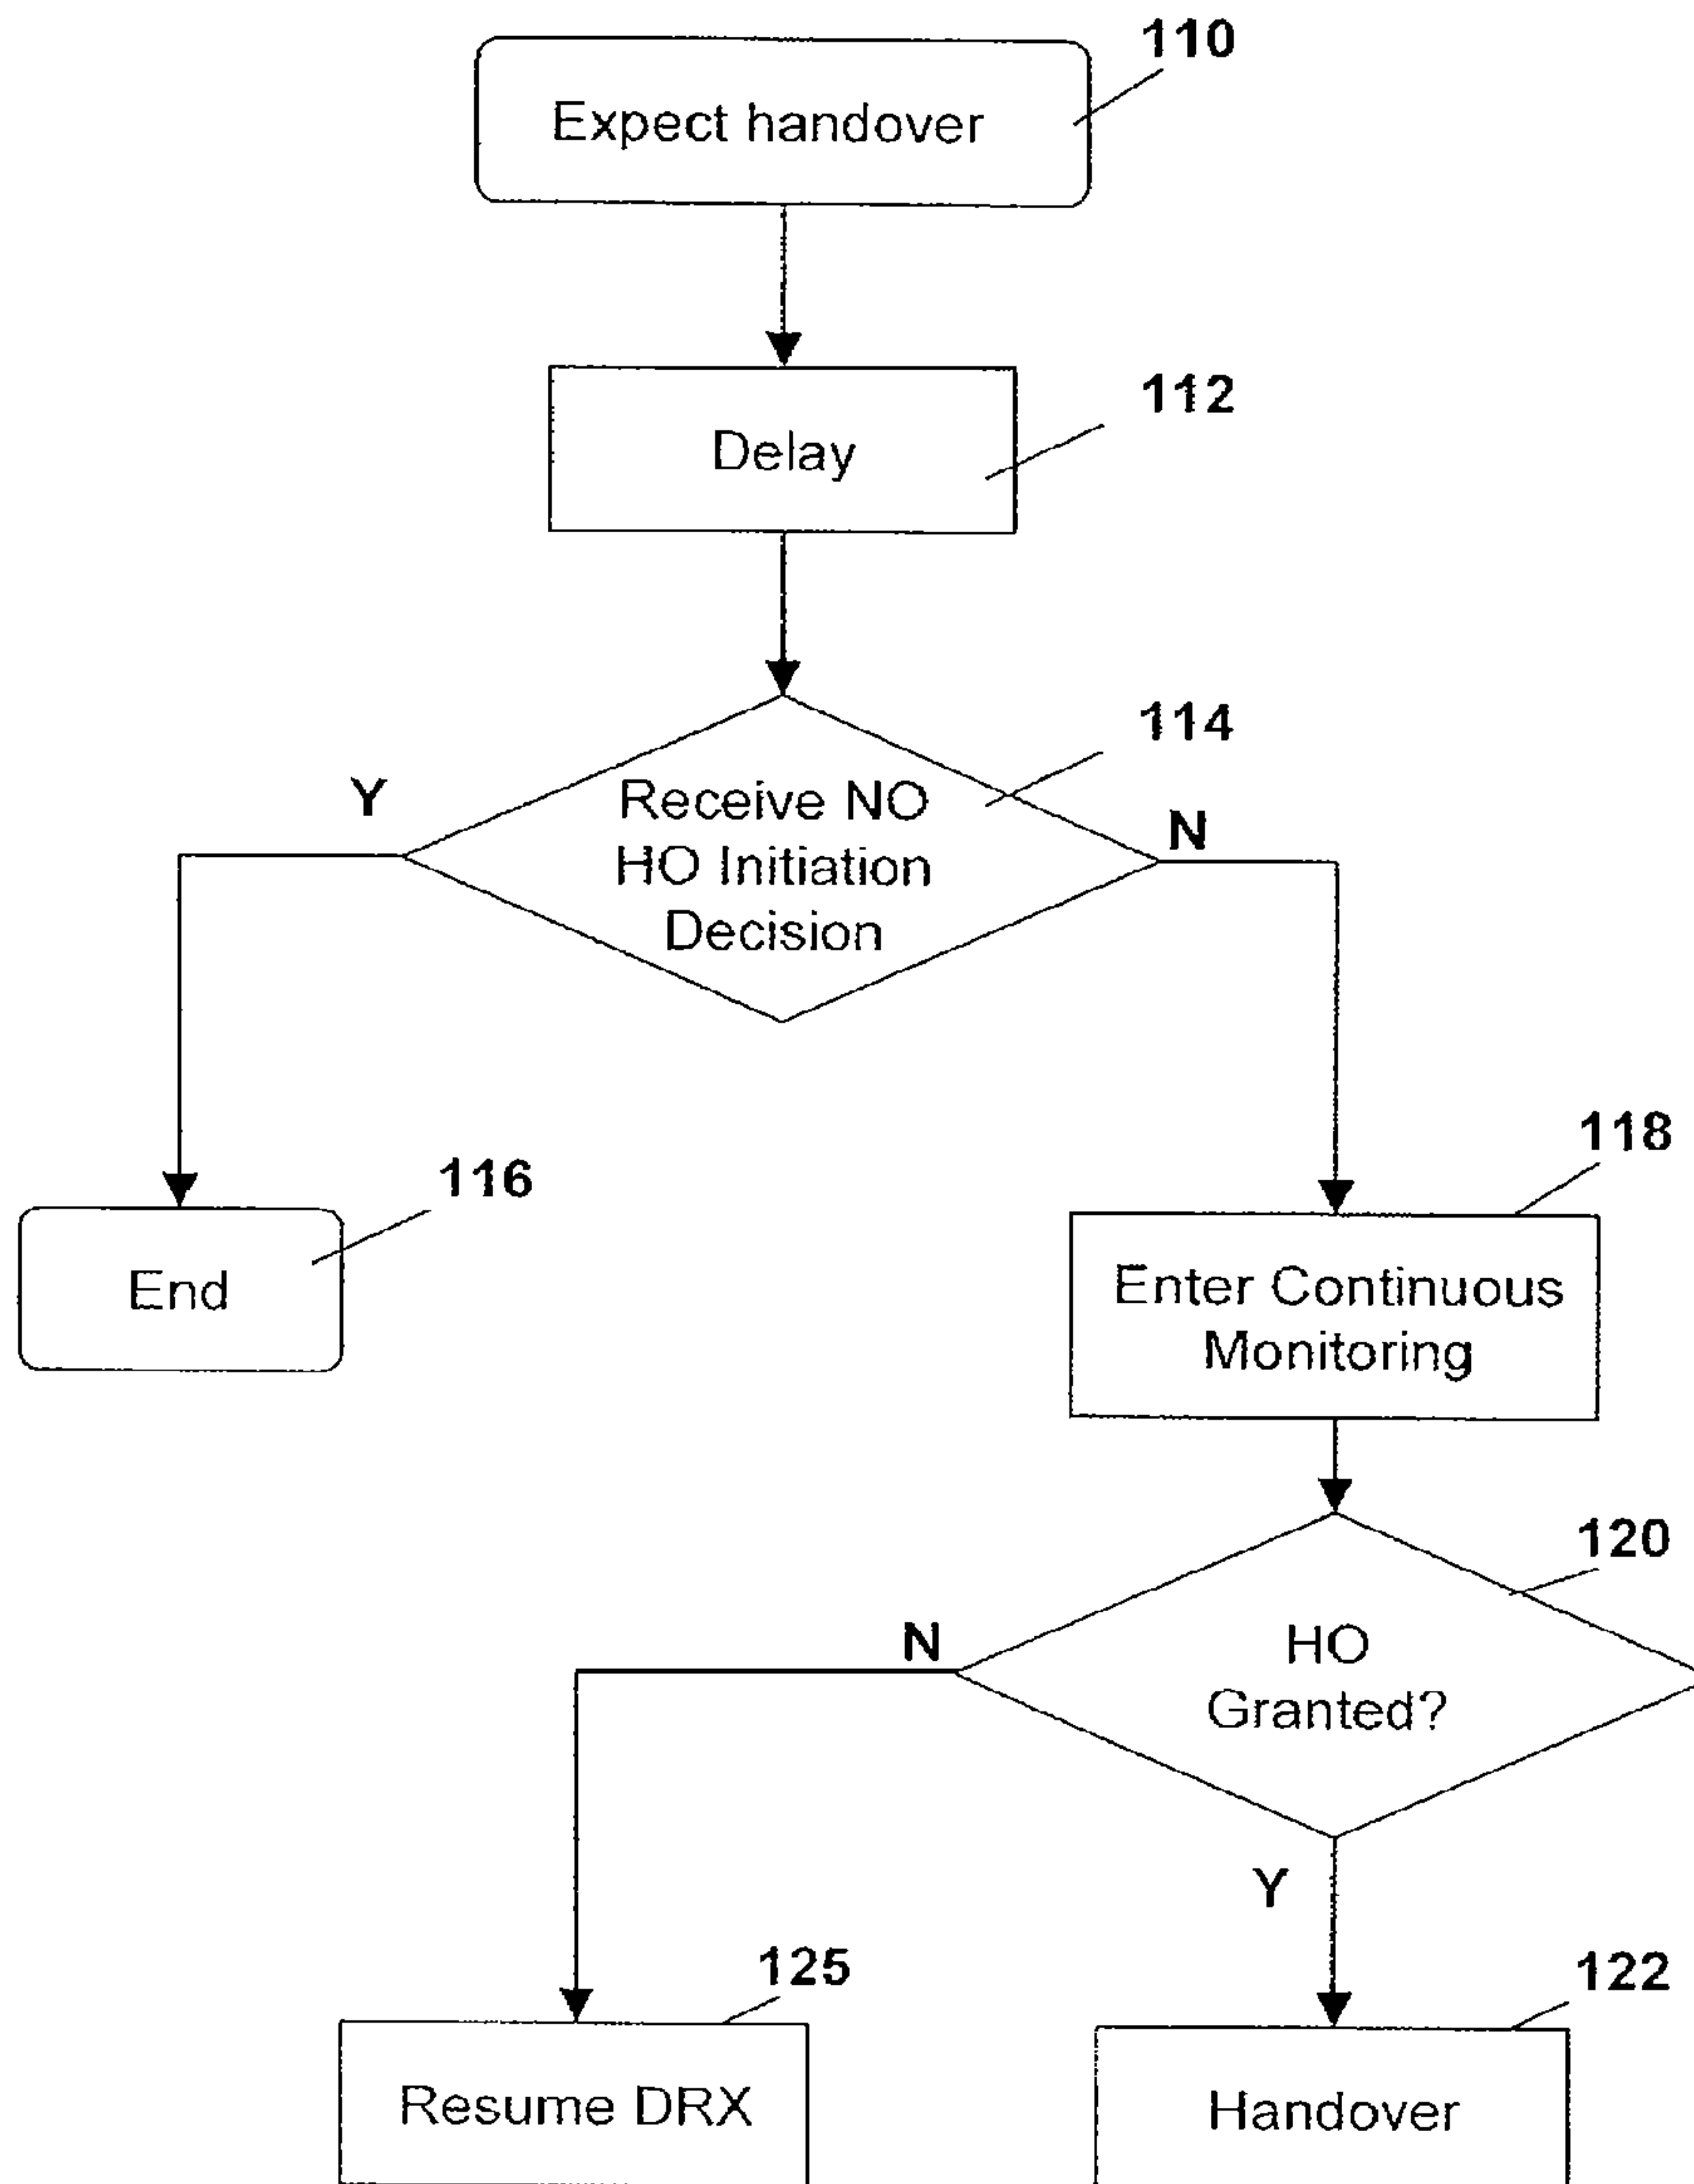 110
Expect handover
112
Delay
114
Y
Receive NO
HO Initiation
Decision
N
116
End
118
Enter Continuous
Monitoring
120
N
HO
Granted?
Y
125
Resume DRX
122
Handover